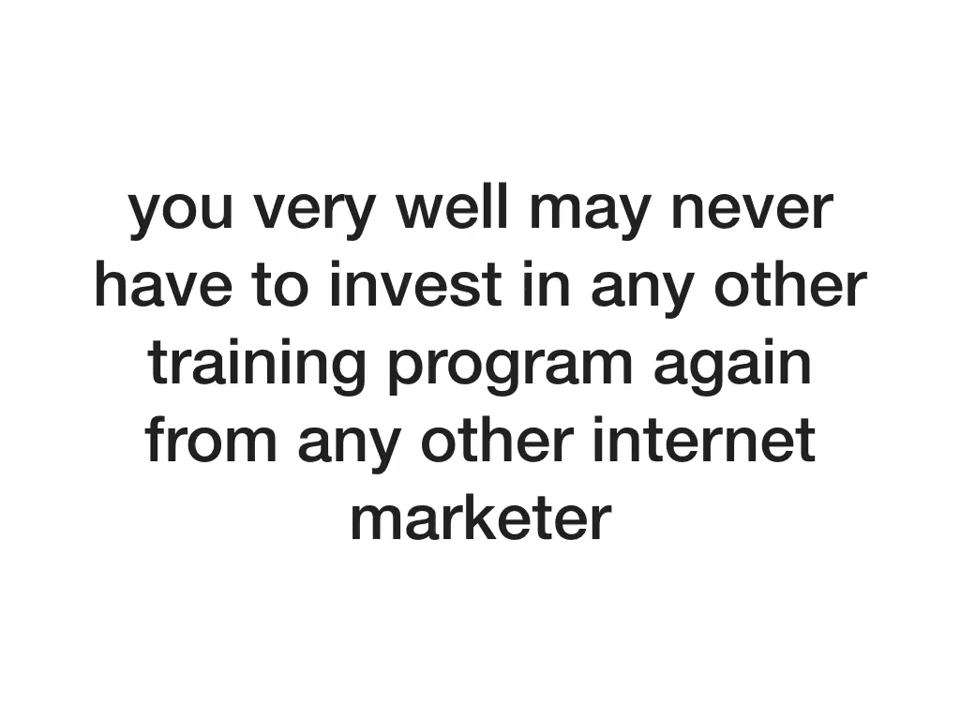 you very well may never
have to invest in any other
training program again
from any other internet
marketer